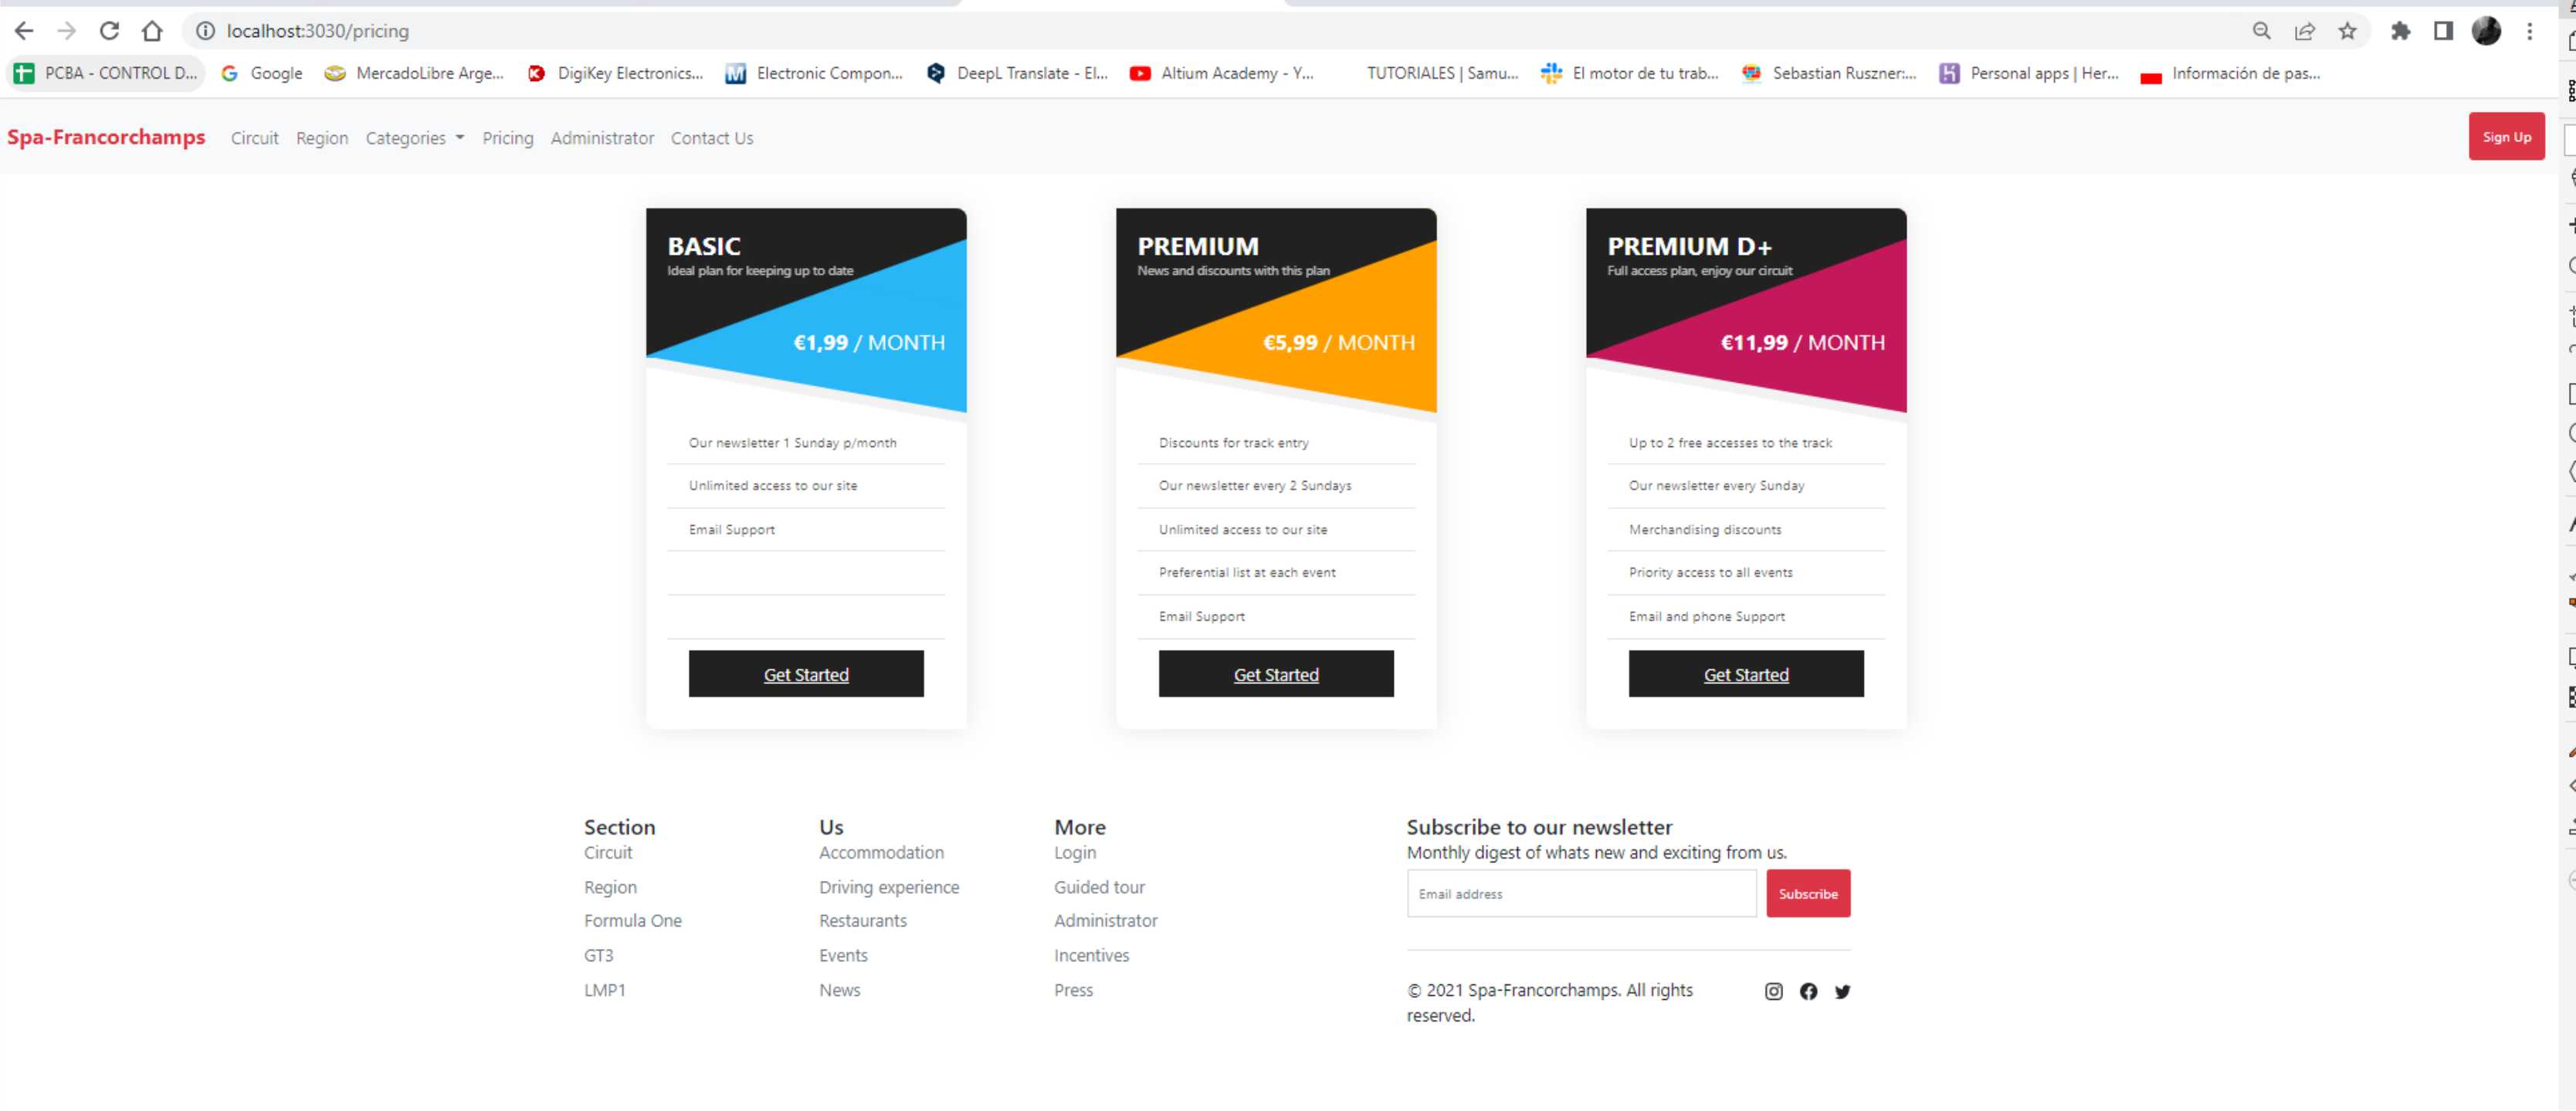 localhost:3030/pricing
PCBA - CONTROL D... Google MercadoLibre Arge... DigiKey Electronics... Electronic Compon... DeepL Translate - El... Altium Academy - Y... TUTORIALES | Samu... El motor de tu trab... Sebastian Ruszner:... Personal apps | Her... Información de pas...
Spa-Francorchamps Circuit Region Categories Pricing Administrator Contact Us Sign Up
BASIC
Ideal plan for keeping up to date
€1,99 / MONTH
Our newsletter 1 Sunday p/month
Unlimited access to our site
Email Support
Get Started
PREMIUM
News and discounts with this plan
€5,99 / MONTH
Discounts for track entry
Our newsletter every 2 Sundays
Unlimited access to our site
Preferential list at each event
Email Support
Get Started
PREMIUM D+
Full access plan, enjoy our circuit
€11,99 / MONTH
Up to 2 free accesses to the track
Our newsletter every Sunday
Merchandising discounts
Priority access to all events
Email and phone Support
Get Started
Section
Circuit
Region
Formula One
GT3
LMP1
Us
Accommodation
Driving experience
Restaurants
Events
News
More
Login
Guided tour
Administrator
Incentives
Press
Subscribe to our newsletter
Monthly digest of whats new and exciting from us.
Email address Subscribe
© 2021 Spa-Francorchamps. All rights
reserved.